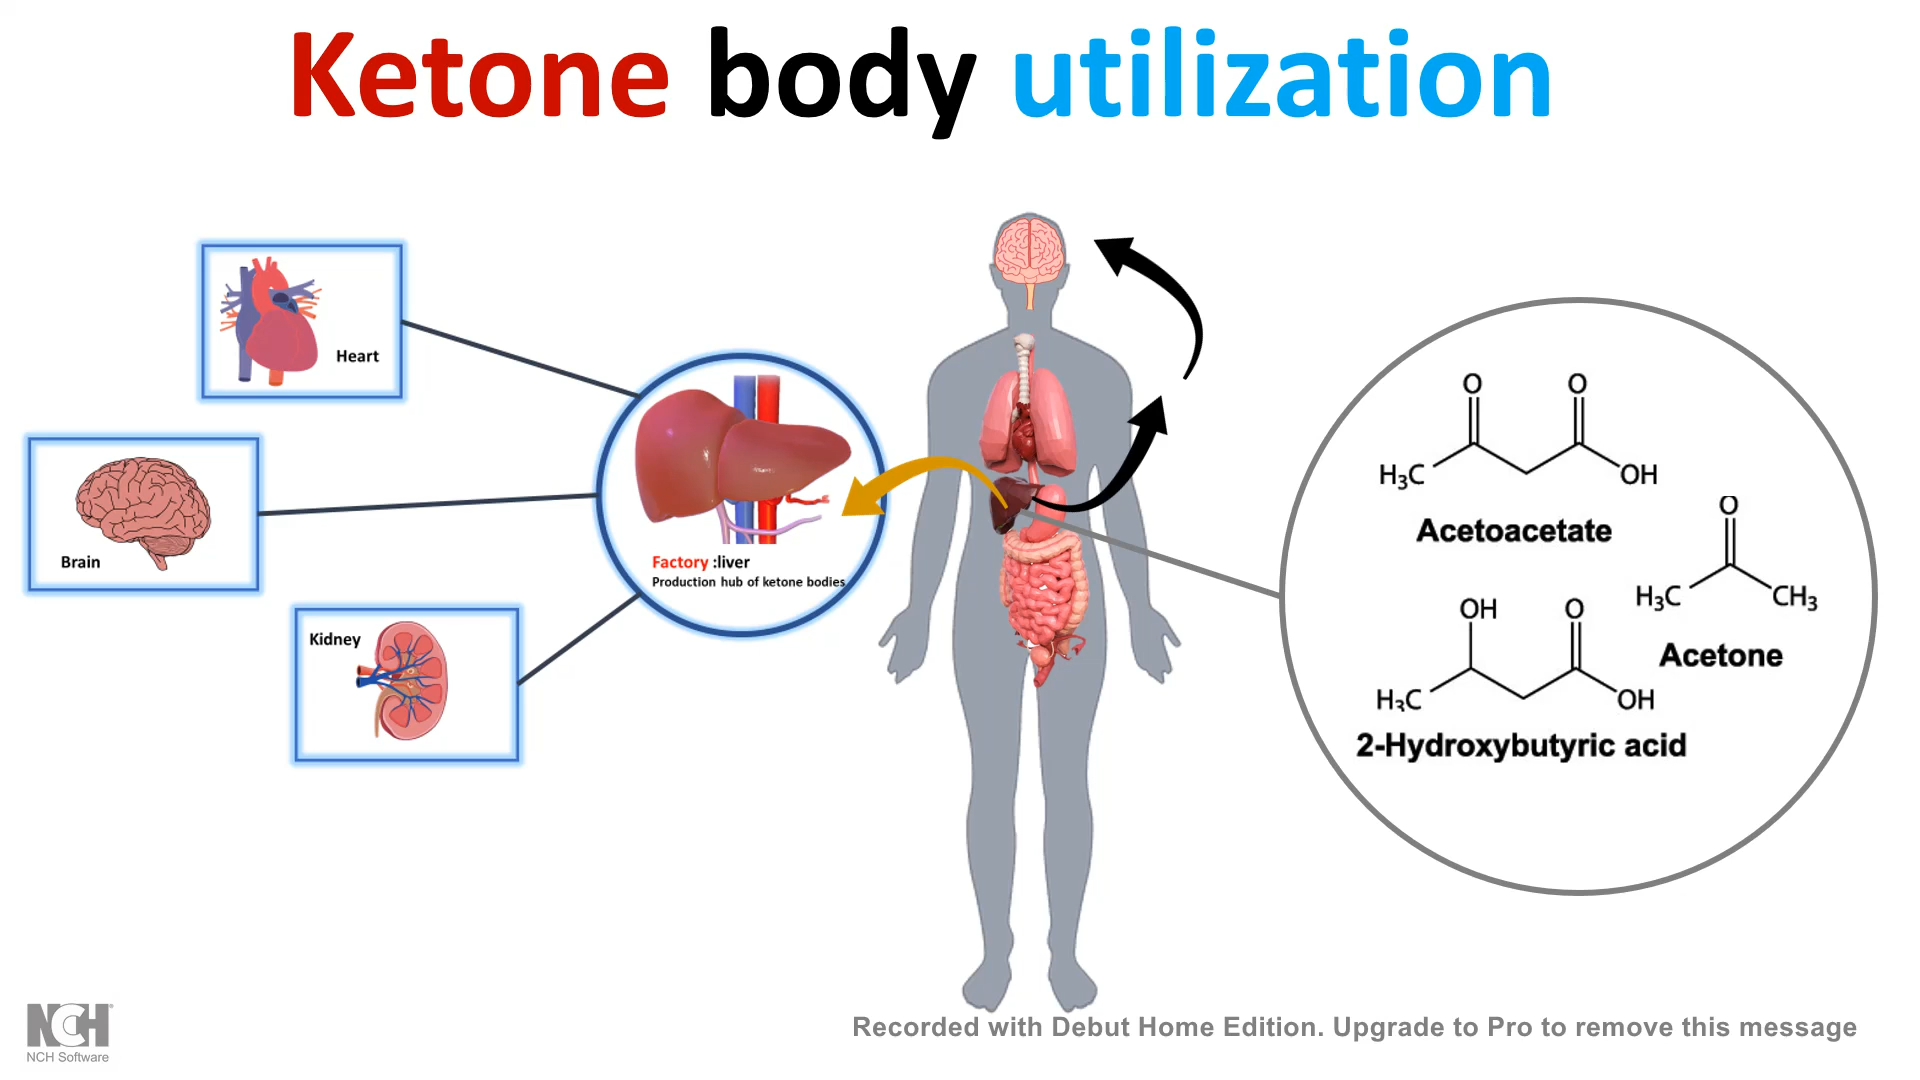 Ketone body utilization
Heart
Brain
Kidney
Factory :liver
Production hub of ketone bodies
O
O
H₃C
OH
Acetoacetate
O
H₃C
CH₃
Acetone
OH
O
H₃C
OH
2-Hydroxybutyric acid
NCH
NCH Software
Recorded with Debut Home Edition. Upgrade to Pro to remove this message